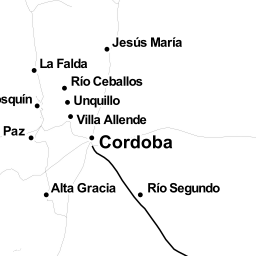 Jesús María
La Falda
Río Ceballos
osquín
Unquillo
Villa Allende
Paz
Cordoba
Alta Gracia
Río Segundo